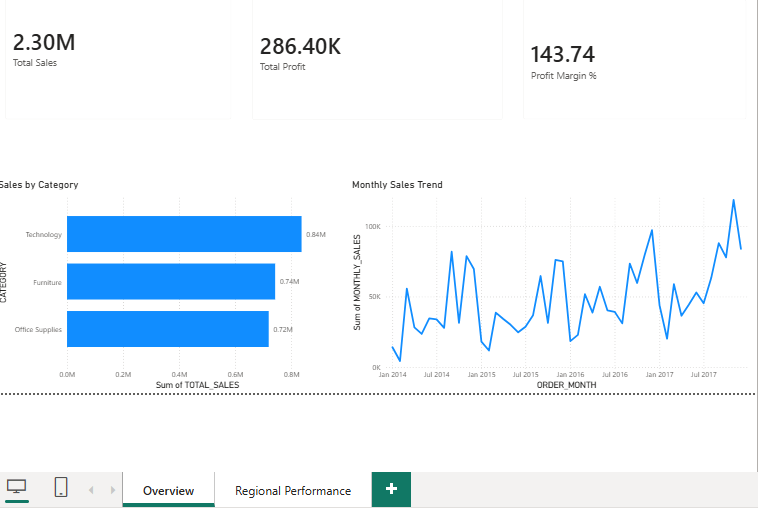 2.30M
Total Sales
286.40K
Total Profit
143.74
Profit Margin %
Sales by Category
CATEGORY
Technology
0.84M
Furniture
0.74M
Office Supplies
0.72M
0.0M 0.2M 0.4M 0.6M 0.8M
Sum of TOTAL_SALES
Monthly Sales Trend
Sum of MONTHLY_SALES
100K
50K
0K
Jan 2014 Jul 2014 Jan 2015 Jul 2015 Jan 2016 Jul 2016 Jan 2017 Jul 2017
ORDER_MONTH
Overview
Regional Performance
+